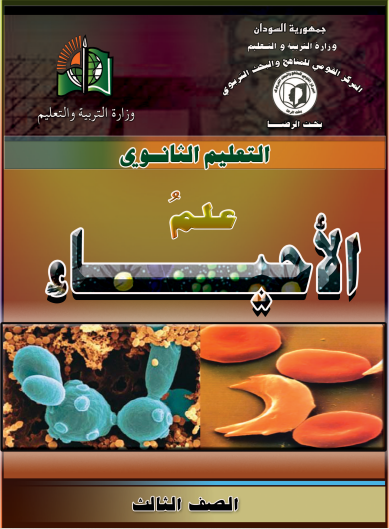 جمهورية السودان
وزارة التربية و التعليم
المركز القومي للمناهج والبحث التربوي
بخت الرضا
وزارة التربية والتعليم
التعليم الثانوي
علمُ
الأحياء
الصف الثالث